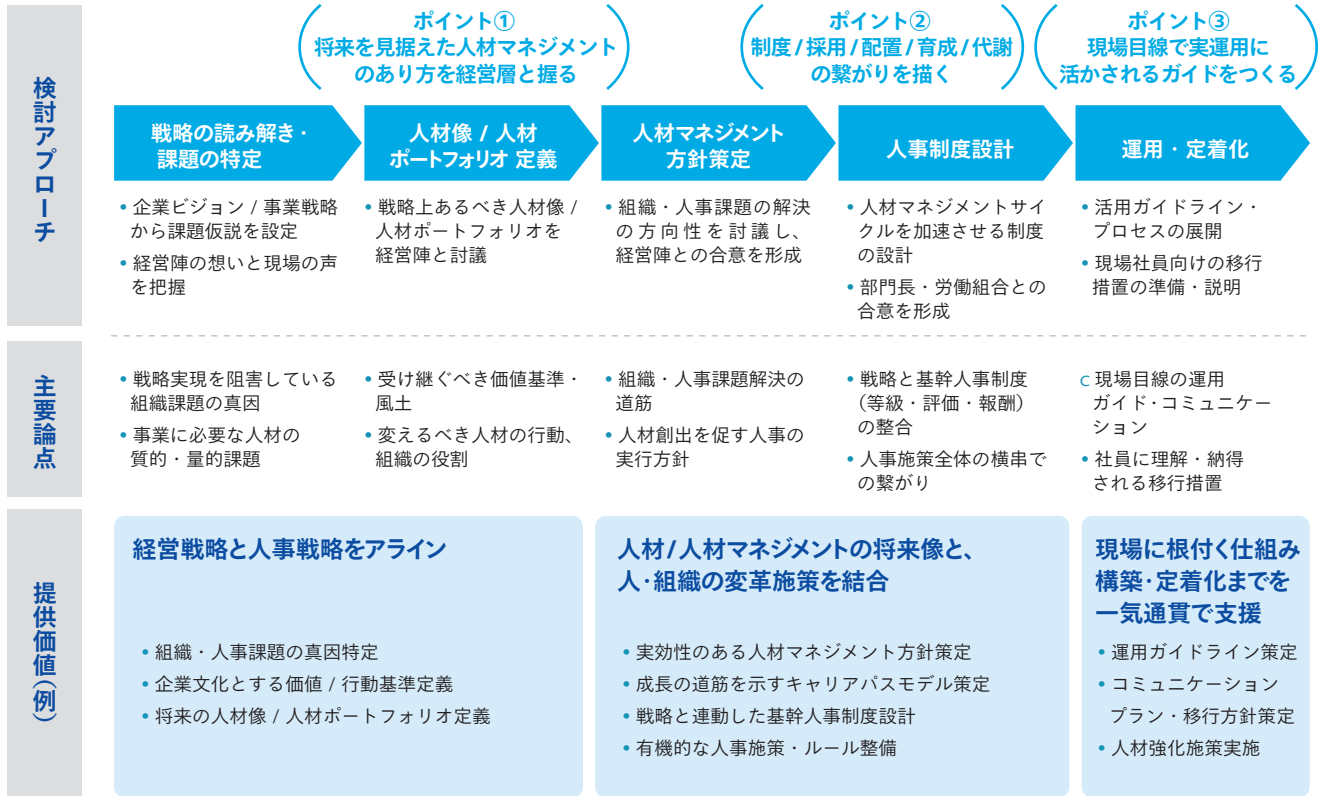 ポイント①
将来を見据えた人材マネジメント
のあり方を経営層と握る
ポイント②
制度/採用/配置/育成/代謝
の繋がりを描く
ポイント③
現場目線で実運用に
活かされるガイドをつくる
検討アプローチ
戦略の読み解き・
課題の特定
人材像 / 人材
ポートフォリオ 定義
人材マネジメント
方針策定
人事制度設計
運用・定着化
• 企業ビジョン / 事業戦略
から課題仮説を設定
• 経営陣の想いと現場の声
を把握
• 戦略上あるべき人材像 /
人材ポートフォリオを
経営陣と討議
• 組織・人事課題の解決
の方向性を討議し、
経営陣との合意を形成
• 人材マネジメントサイ
クルを加速させる制度
の設計
• 部門長・労働組合との
合意を形成
• 活用ガイドライン・
プロセスの展開
• 現場社員向けの移行
措置の準備・説明
主要論点
• 戦略実現を阻害している
組織課題の真因
• 事業に必要な人材の
質的・量的課題
• 受け継ぐべき価値基準・
風土
• 変えるべき人材の行動、
組織の役割
• 組織・人事課題解決の
道筋
• 人材創出を促す人事の
実行方針
• 戦略と基幹人事制度
(等級・評価・報酬)
の整合
• 人事施策全体の横串で
の繋がり
c 現場目線の運用
ガイド・コミュニケー
ション
• 社員に理解・納得
される移行措置
提供価値(例)
経営戦略と人事戦略をアライン
• 組織・人事課題の真因特定
• 企業文化とする価値 / 行動基準定義
• 将来の人材像 / 人材ポートフォリオ定義
人材/人材マネジメントの将来像と、
人・組織の変革施策を結合
• 実効性のある人材マネジメント方針策定
• 成長の道筋を示すキャリアパスモデル策定
• 戦略と連動した基幹人事制度設計
• 有機的な人事施策・ルール整備
現場に根付く仕組み
構築・定着化までを
一気通貫で支援
• 運用ガイドライン策定
• コミュニケーション
プラン・移行方針策定
• 人材強化施策実施